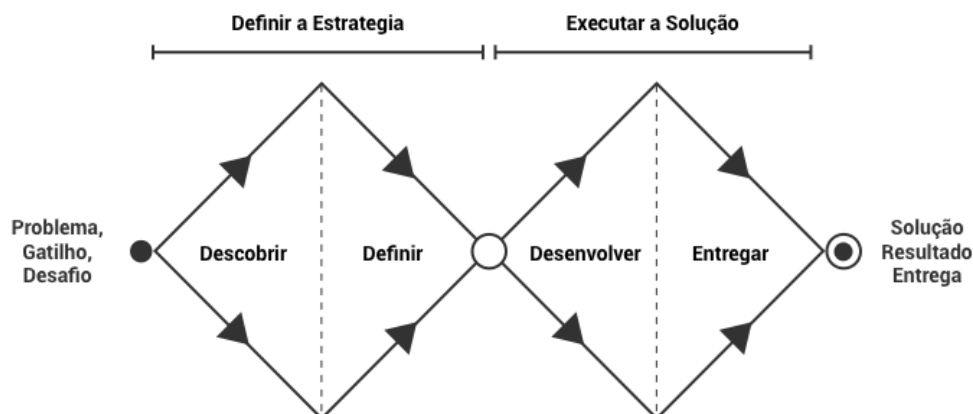 Definir a Estrategia
Executar a Solução
Problema,
Gatilho,
Desafio
Descobrir
Definir
Desenvolver
Entregar
Solução
Resultado
Entrega